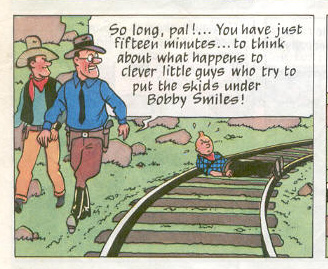 So long, pal!... You have just
fifteen minutes... to think
about what happens to
clever little guys who try to
put the skids under
Bobby Smiles!